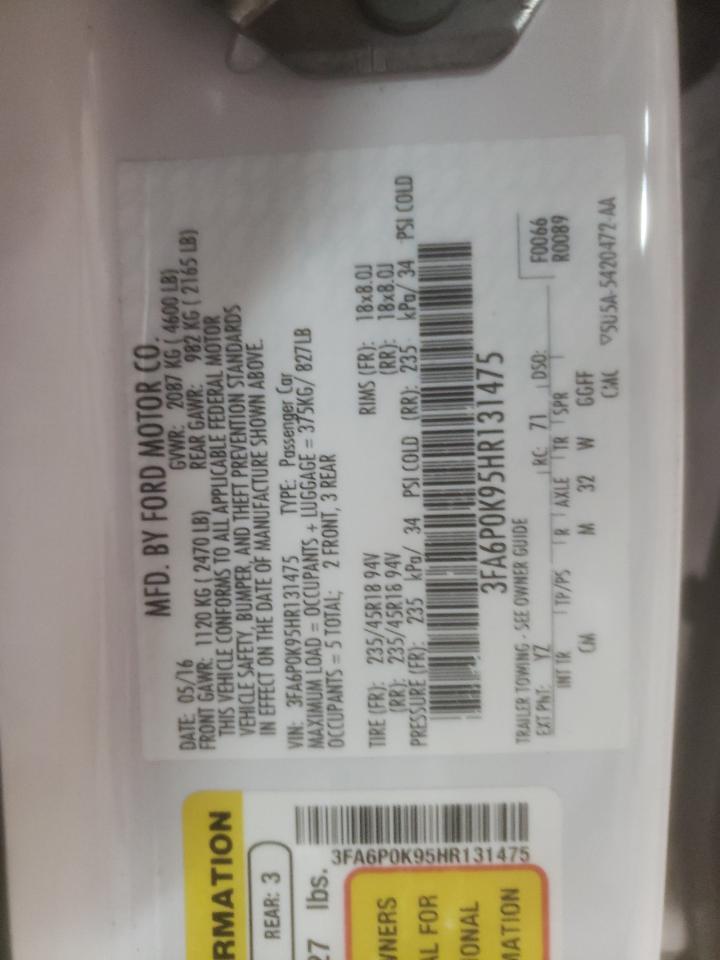 MFD. BY FORD MOTOR CO.
DATE: 05/16 GVWR: 2087 KG ( 4600 LB)
FRONT GAWR: 1120 KG ( 2470 LB) REAR GAWR: 982 KG ( 2165 LB)
THIS VEHICLE CONFORMS TO ALL APPLICABLE FEDERAL MOTOR
VEHICLE SAFETY, BUMPER, AND THEFT PREVENTION STANDARDS
IN EFFECT ON THE DATE OF MANUFACTURE SHOWN ABOVE.
VIN: 3FA6P0K95HR131475 TYPE: Passenger Car
MAXIMUM LOAD = OCCUPANTS + LUGGAGE = 375KG/ 827LB
OCCUPANTS = 5 TOTAL; 2 FRONT, 3 REAR
TIRE (FR): 235/45R18 94V RIMS (FR): 18x8.0J
(RR): 235/45R18 94V (RR): 18x8.0J
PRESSURE (FR): 235 kPa/ 34 PSI COLD (RR): 235 kPa/ 34 PSI COLD
3FA6P0K95HR131475
TRAILER TOWING - SEE OWNER GUIDE F0066
EXT PNT: YZ RC: 71 DSO: R0089
INT TR TP/PS R AXLE TR SPR
CM M 32 W GGFF
CMC ▽5U5A-5420472-AA
RMATION
REAR: 3
27 lbs.
3FA6P0K95HR131475
WNERS
AL FOR
IONAL
MATION